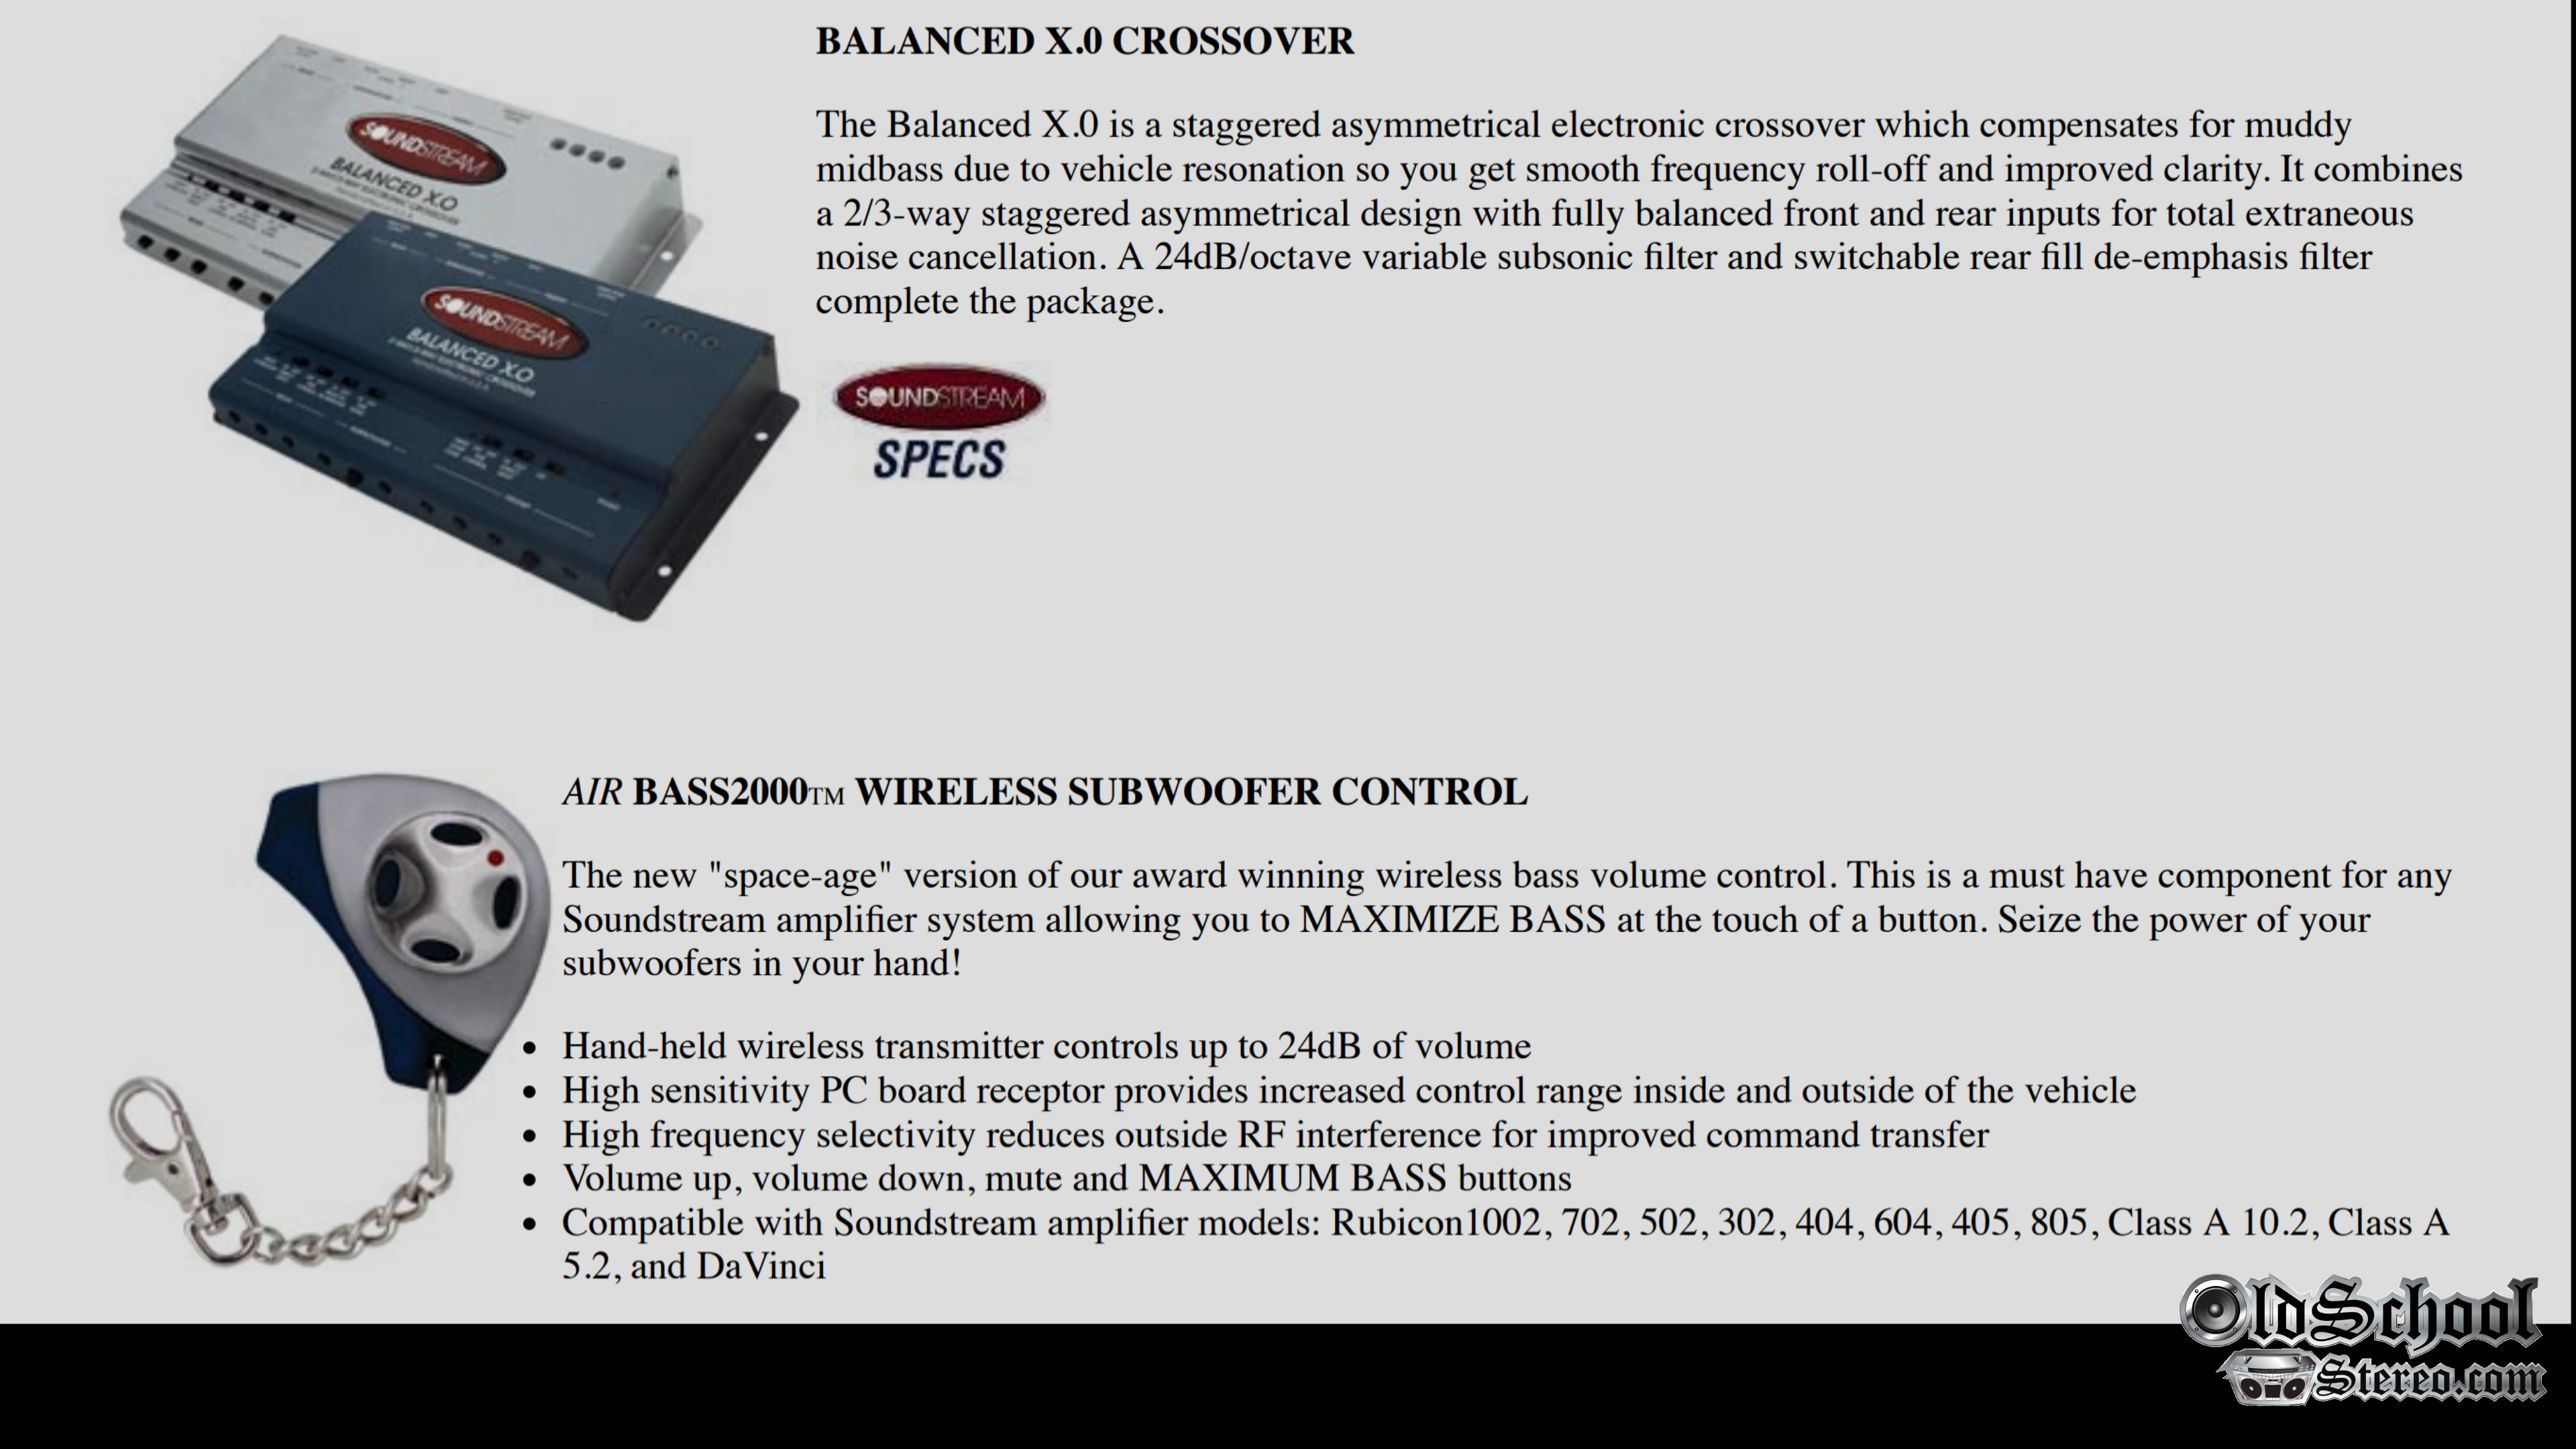 BALANCED X.0 CROSSOVER
The Balanced X.0 is a staggered asymmetrical electronic crossover which compensates for muddy
midbass due to vehicle resonation so you get smooth frequency roll-off and improved clarity. It combines
a 2/3-way staggered asymmetrical design with fully balanced front and rear inputs for total extraneous
noise cancellation. A 24dB/octave variable subsonic filter and switchable rear fill de-emphasis filter
complete the package.
SOUNDSTREAM
BALANCED X.O
SOUNDSTREAM
BALANCED X.O
SOUNDSTREAM
SPECS
AIR BASS2000TM WIRELESS SUBWOOFER CONTROL
The new "space-age" version of our award winning wireless bass volume control. This is a must have component for any
Soundstream amplifier system allowing you to MAXIMIZE BASS at the touch of a button. Seize the power of your
subwoofers in your hand!
• Hand-held wireless transmitter controls up to 24dB of volume
• High sensitivity PC board receptor provides increased control range inside and outside of the vehicle
• High frequency selectivity reduces outside RF interference for improved command transfer
• Volume up, volume down, mute and MAXIMUM BASS buttons
• Compatible with Soundstream amplifier models: Rubicon1002, 702, 502, 302, 404, 604, 405, 805, Class A 10.2, Class A
5.2, and DaVinci
OldSchool
Stereo.com